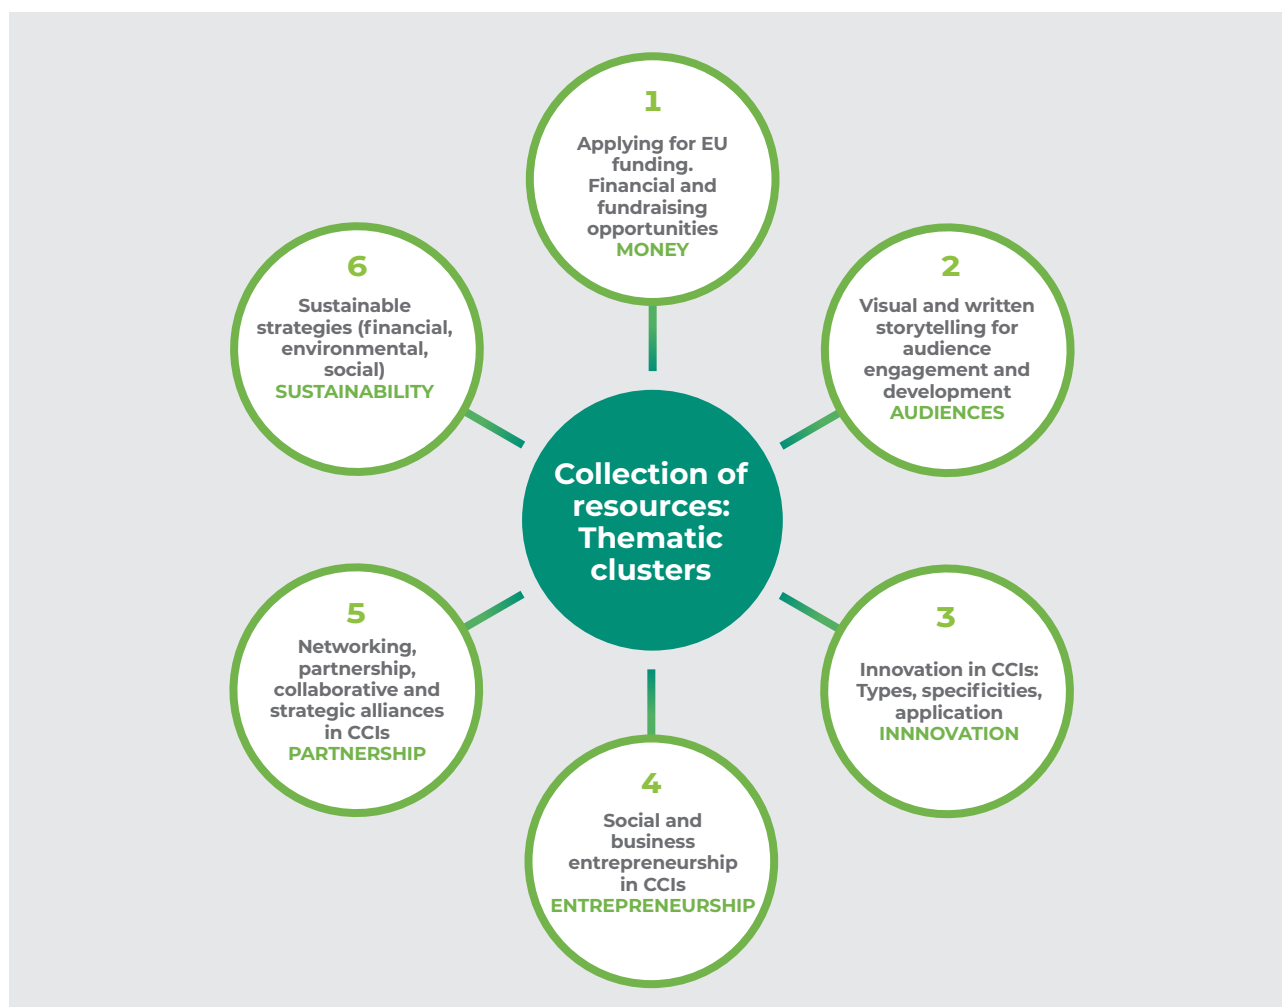 1
Applying for EU
funding.
Financial and
fundraising
opportunities
MONEY
2
Visual and written
storytelling for
audience
engagement and
development
AUDIENCES
3
Innovation in CCIs:
Types, specificities,
application
INNNOVATION
4
Social and
business
entrepreneurship
in CCIs
ENTREPRENEURSHIP
5
Networking,
partnership,
collaborative and
strategic alliances
in CCIs
PARTNERSHIP
6
Sustainable
strategies (financial,
environmental,
social)
SUSTAINABILITY
Collection of
resources:
Thematic
clusters